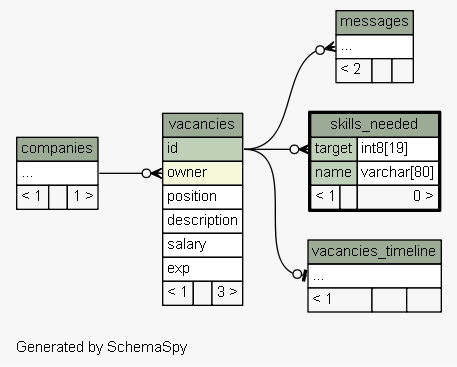 messages
...
< 2
vacancies
id
owner
position
description
salary
exp
< 1 3 >
skills_needed
target int8[19]
name varchar[80]
< 1 0 >
companies
...
< 1 1 >
vacancies_timeline
...
< 1
Generated by SchemaSpy